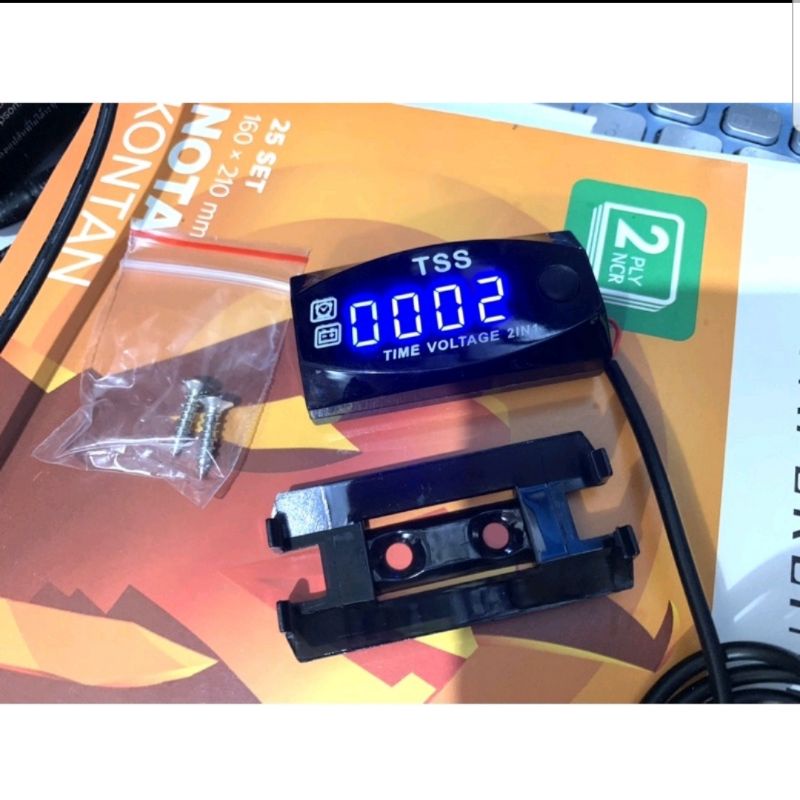 25 SET
160 × 210 mm
NOTA
KONTAN
2 PLY
NCR
TSS
0002
TIME VOLTAGE 2IN1